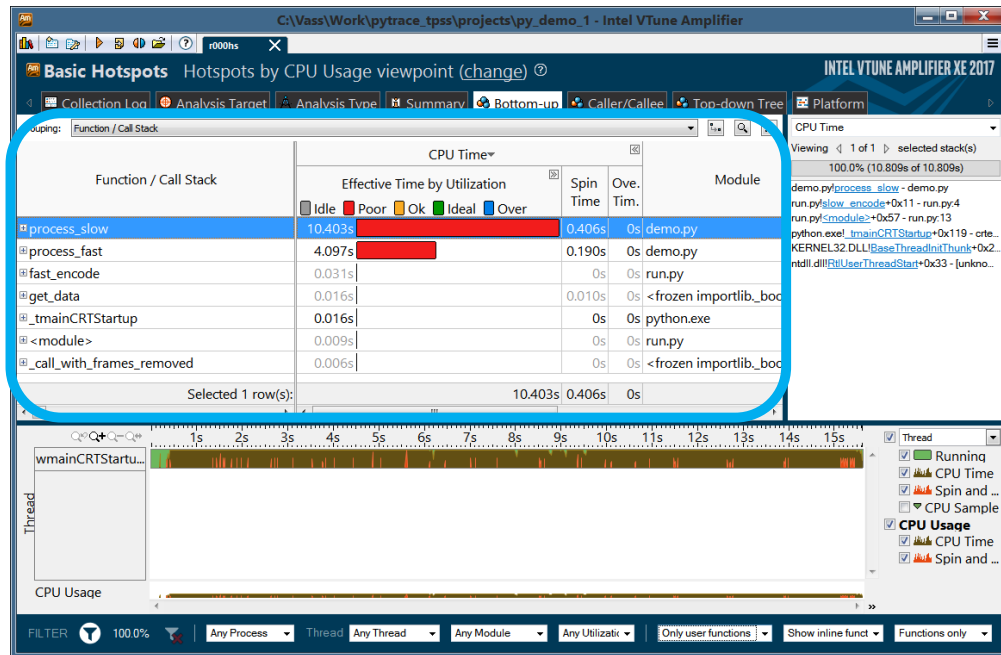 C:\Vass\Work\pytrace_tpss\projects\py_demo_1 - Intel VTune Amplifier
r000hs
Basic Hotspots Hotspots by CPU Usage viewpoint (change)
INTEL VTUNE AMPLIFIER XE 2017
Collection Log Analysis Target Analysis Type Summary Bottom-up Caller/Callee Top-down Tree Platform
Grouping: Function / Call Stack
CPU Time
Viewing 1 of 1 selected stack(s)
100.0% (10.809s of 10.809s)
demo.py!process_slow - demo.py
run.py!slow_encode+0x11 - run.py:4
run.py!<module>+0x57 - run.py:13
python.exe!_tmainCRTStartup+0x119 - crte...
KERNEL32.DLL!BaseThreadInitThunk+0x2...
ntdll.dll!RtlUserThreadStart+0x33 - [unkno...
Function / Call Stack
CPU Time
Module
Effective Time by Utilization
Spin Time
Ove. Tim.
Idle Poor Ok Ideal Over
process_slow 10.403s 0.406s 0s demo.py
process_fast 4.097s 0.190s 0s demo.py
fast_encode 0.031s 0s 0s run.py
get_data 0.016s 0.010s 0s <frozen importlib._boo
_tmainCRTStartup 0.016s 0s 0s python.exe
<module> 0.009s 0s 0s run.py
_call_with_frames_removed 0.006s 0s 0s <frozen importlib._boo
Selected 1 row(s): 10.403s 0.406s 0s
1s 2s 3s 4s 5s 6s 7s 8s 9s 10s 11s 12s 13s 14s 15s
wmainCRTStartu...
Thread
CPU Usage
Thread
Running
CPU Time
Spin and ...
CPU Sample
CPU Usage
CPU Time
Spin and ...
FILTER 100.0% Any Process Thread Any Thread Any Module Any Utilizatic Only user functions Show inline funct Functions only